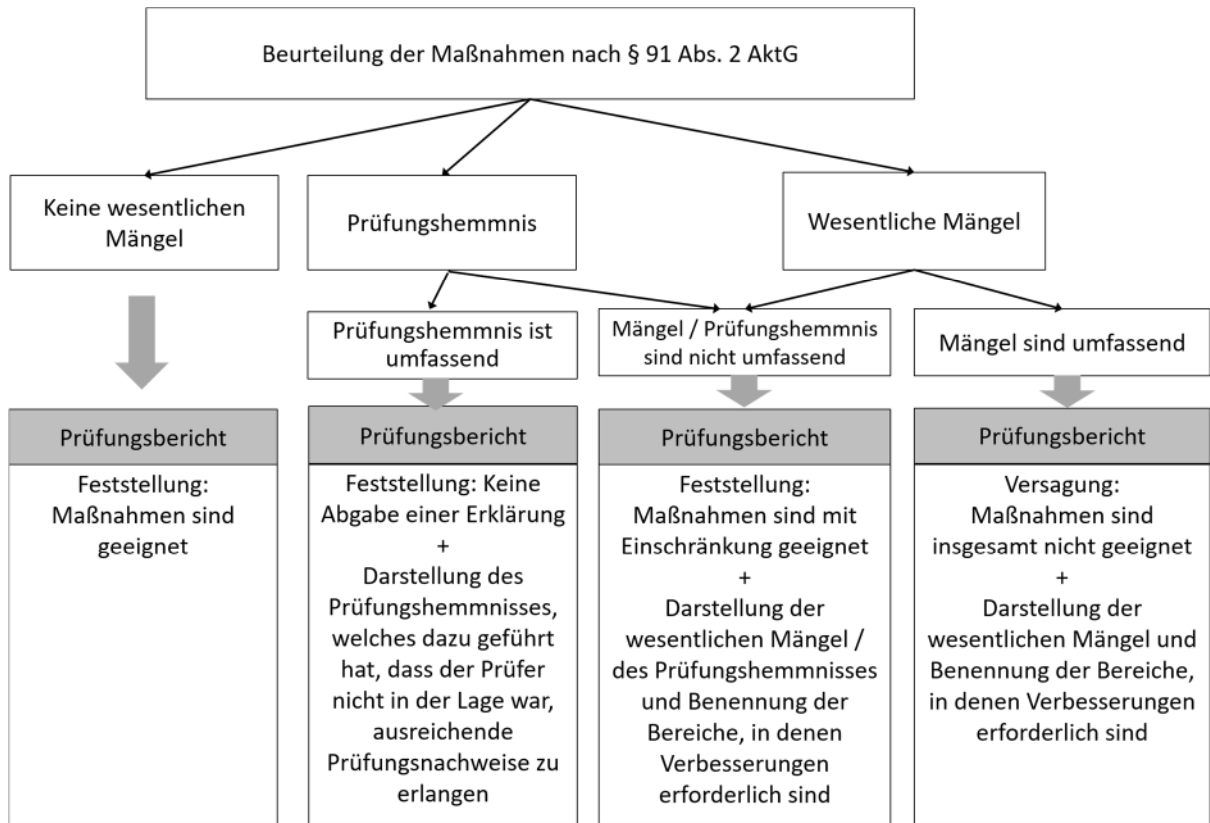 Beurteilung der Maßnahmen nach § 91 Abs. 2 AktG
Keine wesentlichen
Mängel
Prüfungshemmnis
Wesentliche Mängel
Prüfungshemmnis ist
umfassend
Mängel / Prüfungshemmnis
sind nicht umfassend
Mängel sind umfassend
Prüfungsbericht
Feststellung:
Maßnahmen sind
geeignet
Prüfungsbericht
Feststellung: Keine
Abgabe einer Erklärung
+
Darstellung des
Prüfungshemmnisses,
welches dazu geführt
hat, dass der Prüfer
nicht in der Lage war,
ausreichende
Prüfungsnachweise zu
erlangen
Prüfungsbericht
Feststellung:
Maßnahmen sind mit
Einschränkung geeignet
+
Darstellung der
wesentlichen Mängel /
des Prüfungshemmnisses
und Benennung der
Bereiche, in denen
Verbesserungen
erforderlich sind
Prüfungsbericht
Versagung:
Maßnahmen sind
insgesamt nicht geeignet
+
Darstellung der
wesentlichen Mängel und
Benennung der Bereiche,
in denen Verbesserungen
erforderlich sind